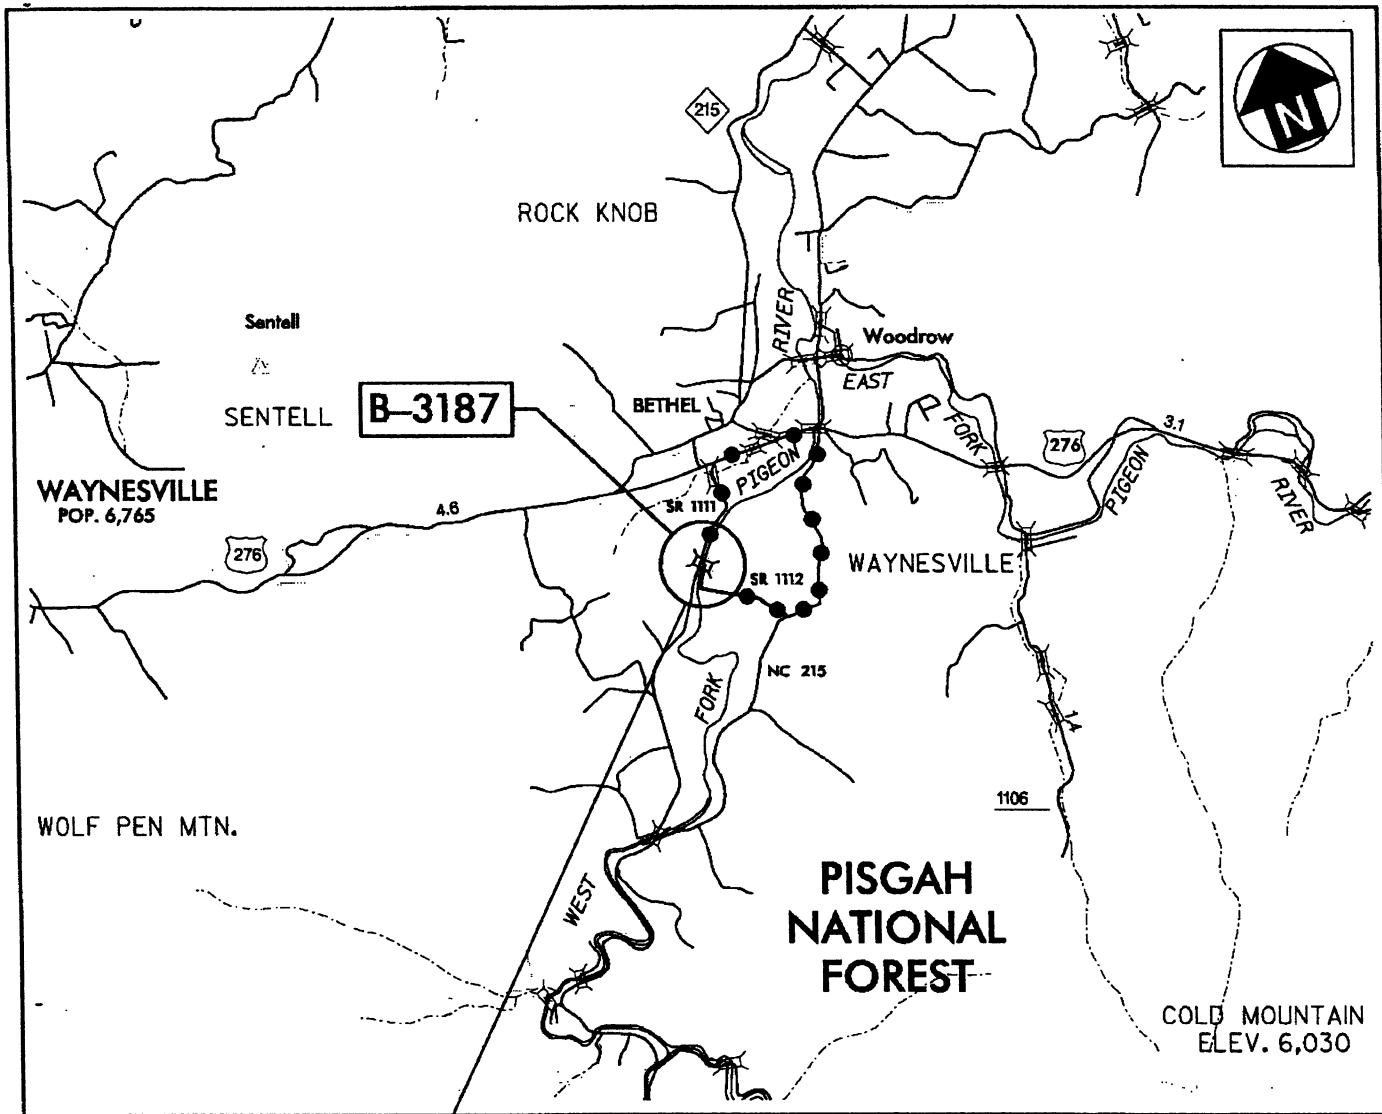 215
N
ROCK KNOB
RIVER
Sentell
Woodrow
EAST
SENTELL
B-3187
BETHEL
FORK
276
3.1
PIGEON
PIGEON
RIVER
WAYNESVILLE
POP. 6,765
4.6
SR 1111
276
WAYNESVILLE
SR 1112
NC 215
FORK
1.4
1106
WOLF PEN MTN.
WEST
PISGAH
NATIONAL
FOREST
COLD MOUNTAIN
ELEV. 6,030